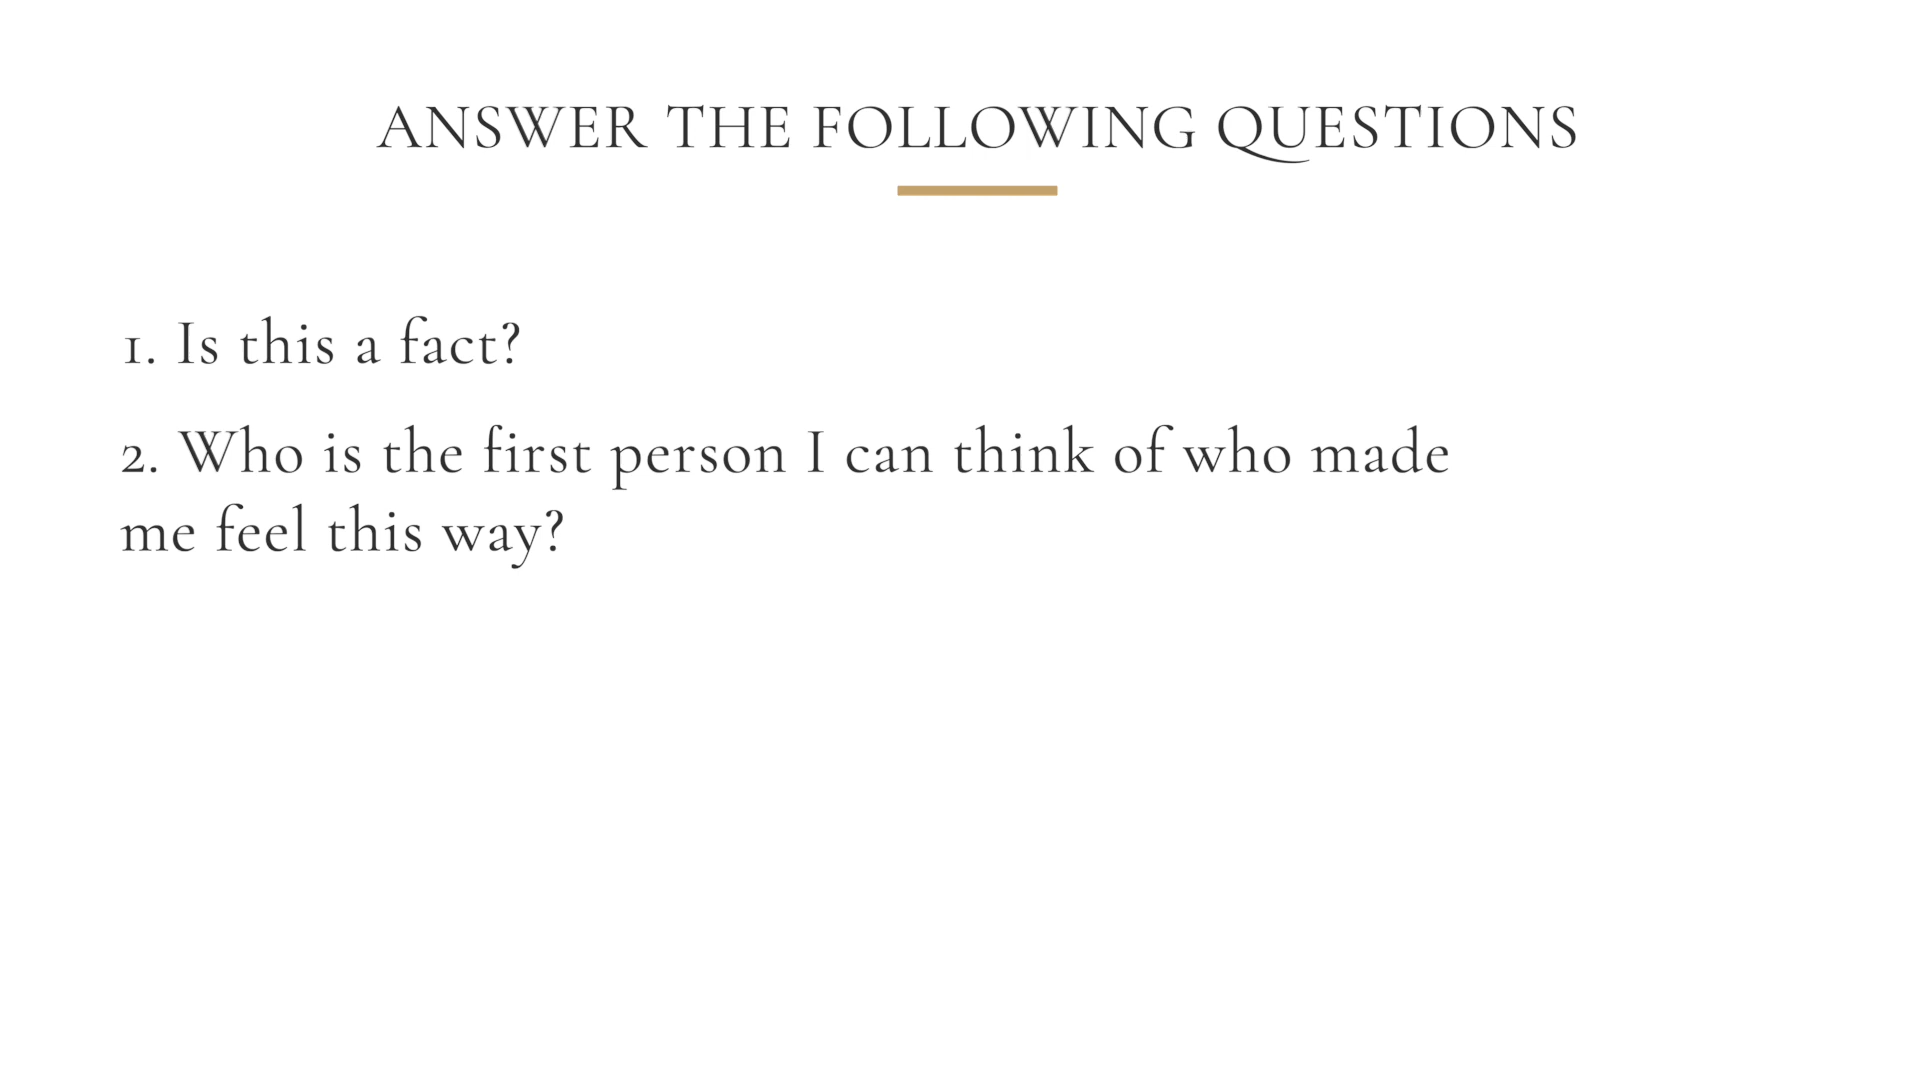 ANSWER THE FOLLOWING QUESTIONS
1. Is this a fact?
2. Who is the first person I can think of who made
me feel this way?